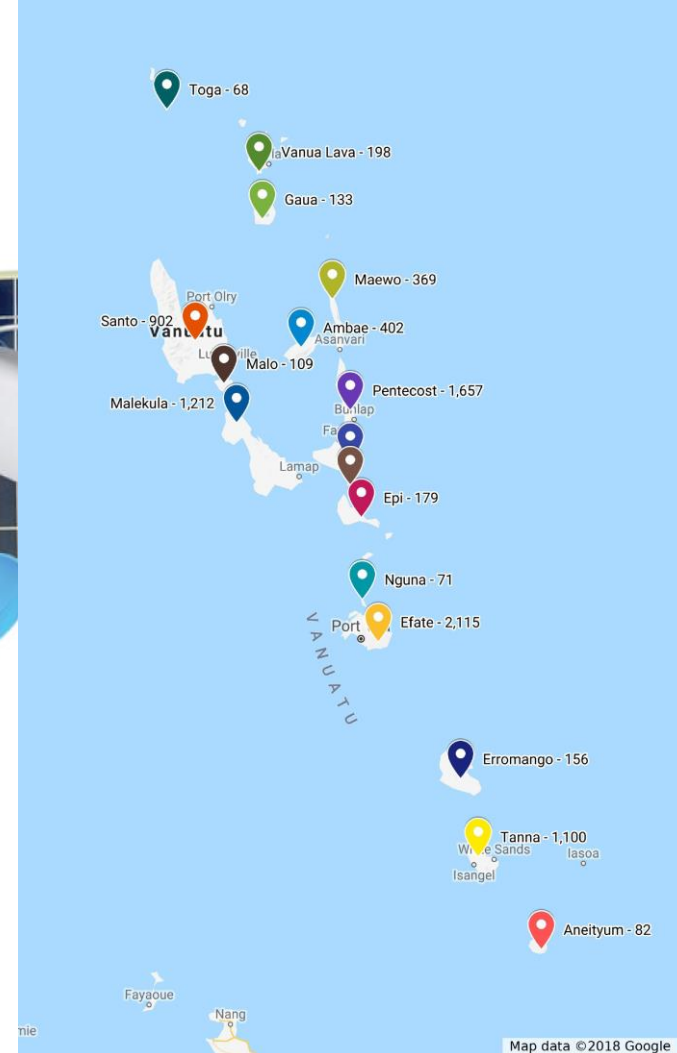 Toga - 68
Vanua Lava - 198
Gaua - 133
Maewo - 369
Port Olry
Santo - 902
Vanuatu
Ambae - 402
Asanvari
Malo - 109
Malekula - 1,212
Pentecost - 1,657
Bunlap
Lamap
Epi - 179
Nguna - 71
Efate - 2,115
Port
VANUATU
Erromango - 156
Tanna - 1,100
White Sands
Iasoa
Isangel
Aneityum - 82
Fayaoue
Nang
Map data ©2018 Google